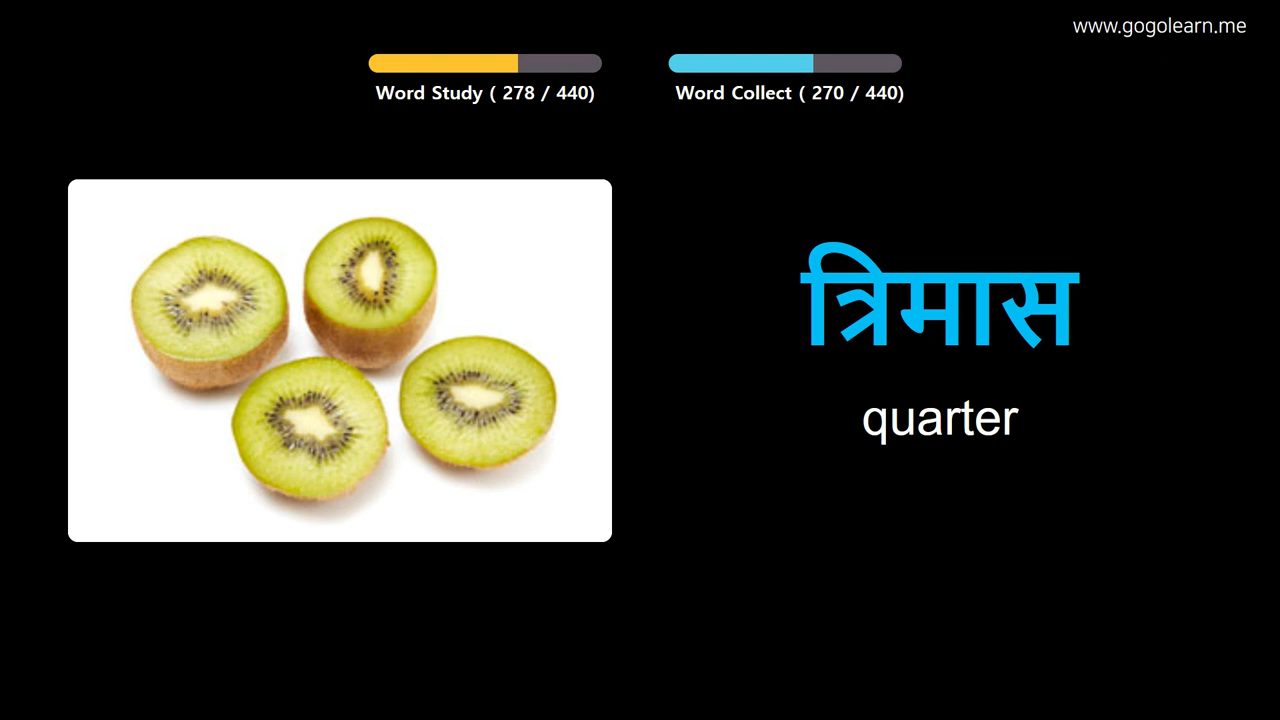 www.gogolearn.me
Word Study ( 278 / 440)
Word Collect ( 270 / 440)
त्रिमास
quarter